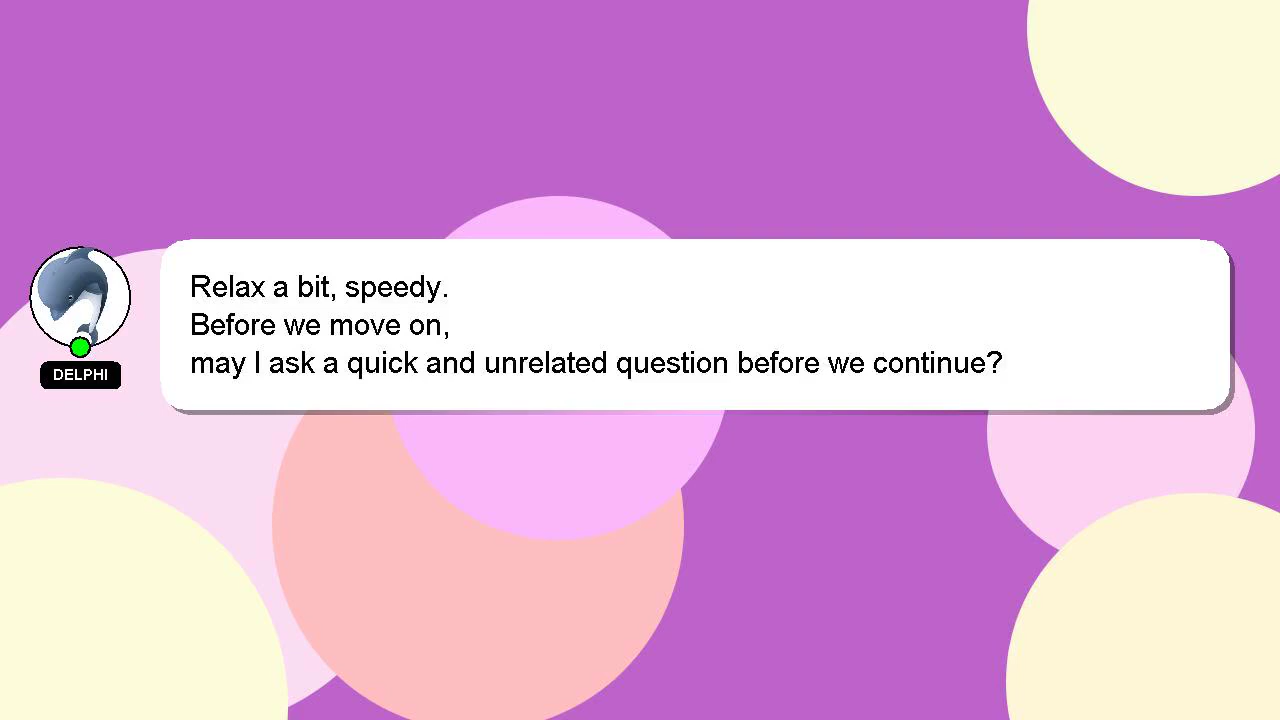 Relax a bit, speedy.
Before we move on,
may I ask a quick and unrelated question before we continue?
DELPHI